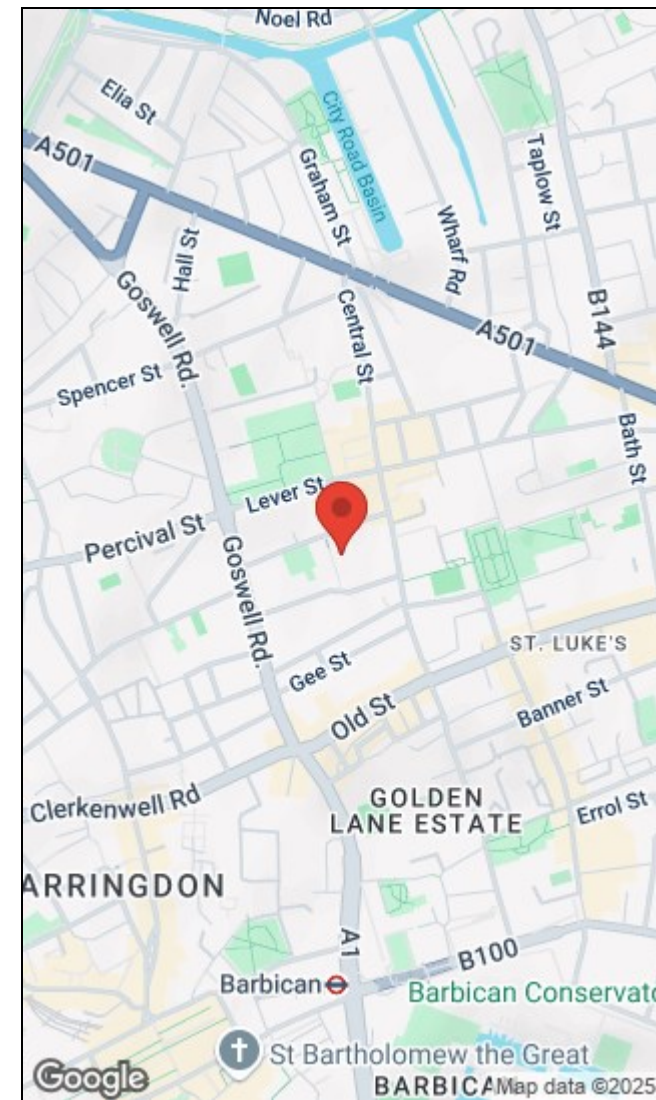 Noel Rd
Elia St
A501
City Road Basin
Graham St
Taplow St
Wharf Rd
Hall St
Goswell Rd.
Central St
A501
B144
Spencer St
Bath St
Lever St
Percival St
Goswell Rd.
ST. LUKE'S
Gee St
Old St
Banner St
Clerkenwell Rd
GOLDEN
LANE ESTATE
Errol St
ARRINGDON
A1
B100
Barbican
Barbican Conservato
St Bartholomew the Great
Google
BARBICA
Map data ©2025